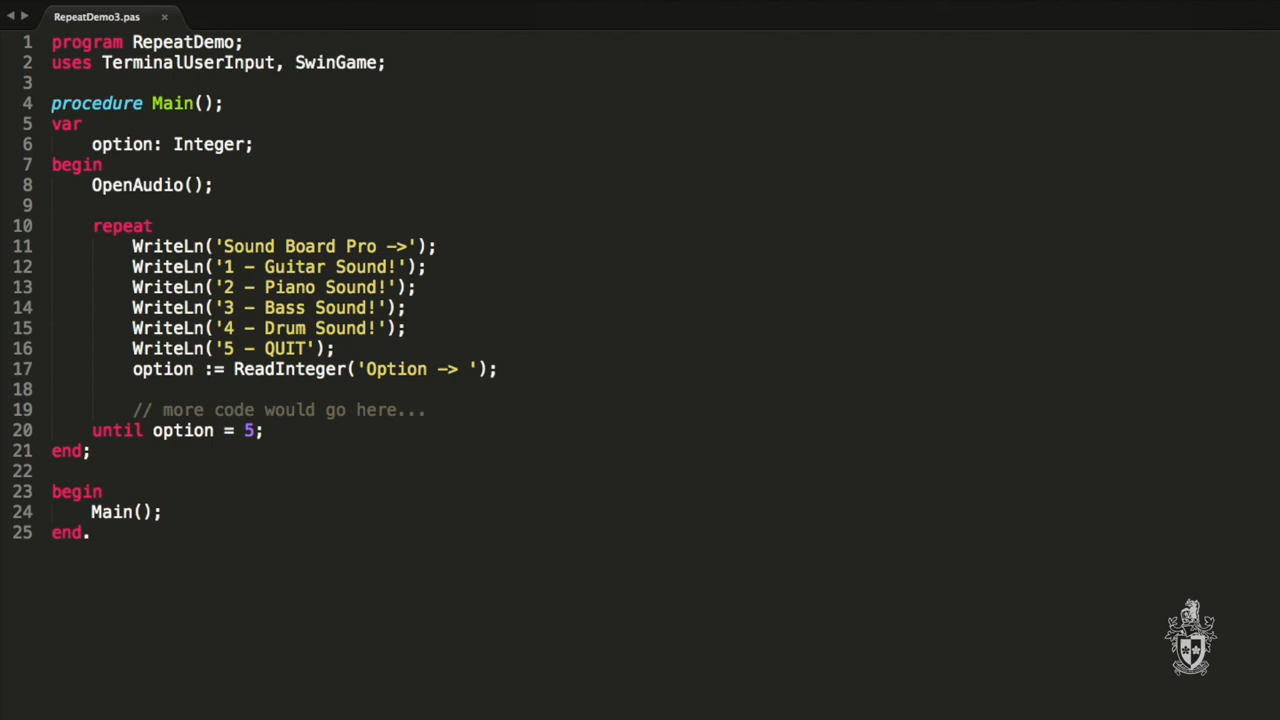 RepeatDemo3.pas ×
1 program RepeatDemo;
2 uses TerminalUserInput, SwinGame;
3
4 procedure Main();
5 var
6 option: Integer;
7 begin
8 OpenAudio();
9
10 repeat
11 WriteLn('Sound Board Pro ->');
12 WriteLn('1 - Guitar Sound!');
13 WriteLn('2 - Piano Sound!');
14 WriteLn('3 - Bass Sound!');
15 WriteLn('4 - Drum Sound!');
16 WriteLn('5 - QUIT');
17 option := ReadInteger('Option -> ');
18
19 // more code would go here...
20 until option = 5;
21 end;
22
23 begin
24 Main();
25 end.